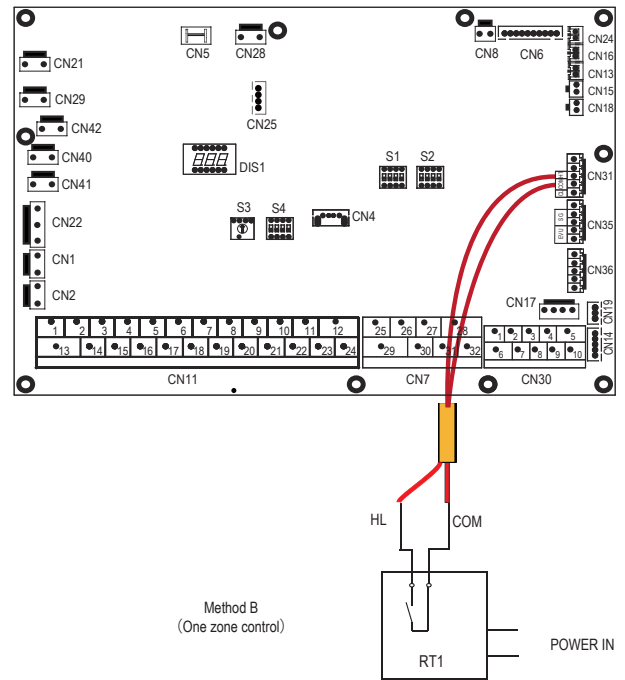 CN5
CN28
CN8
CN6
CN24
CN16
CN13
CN15
CN18
CN21
CN29
CN42
CN25
CN40
CN41
DIS1
S1
S2
CN31
CN22
S3
S4
CN4
SG
EVU
CN35
CN1
CN36
CN2
CN17
CN19
CN14
1 2 3 4 5 6 7 8 9 10 11 12
13 14 15 16 17 18 19 20 21 22 23 24
25 26 27 28
29 30 31 32
1 2 3 4 5
6 7 8 9 10
CN11
CN7
CN30
HL
COM
Method B
(One zone control)
RT1
POWER IN